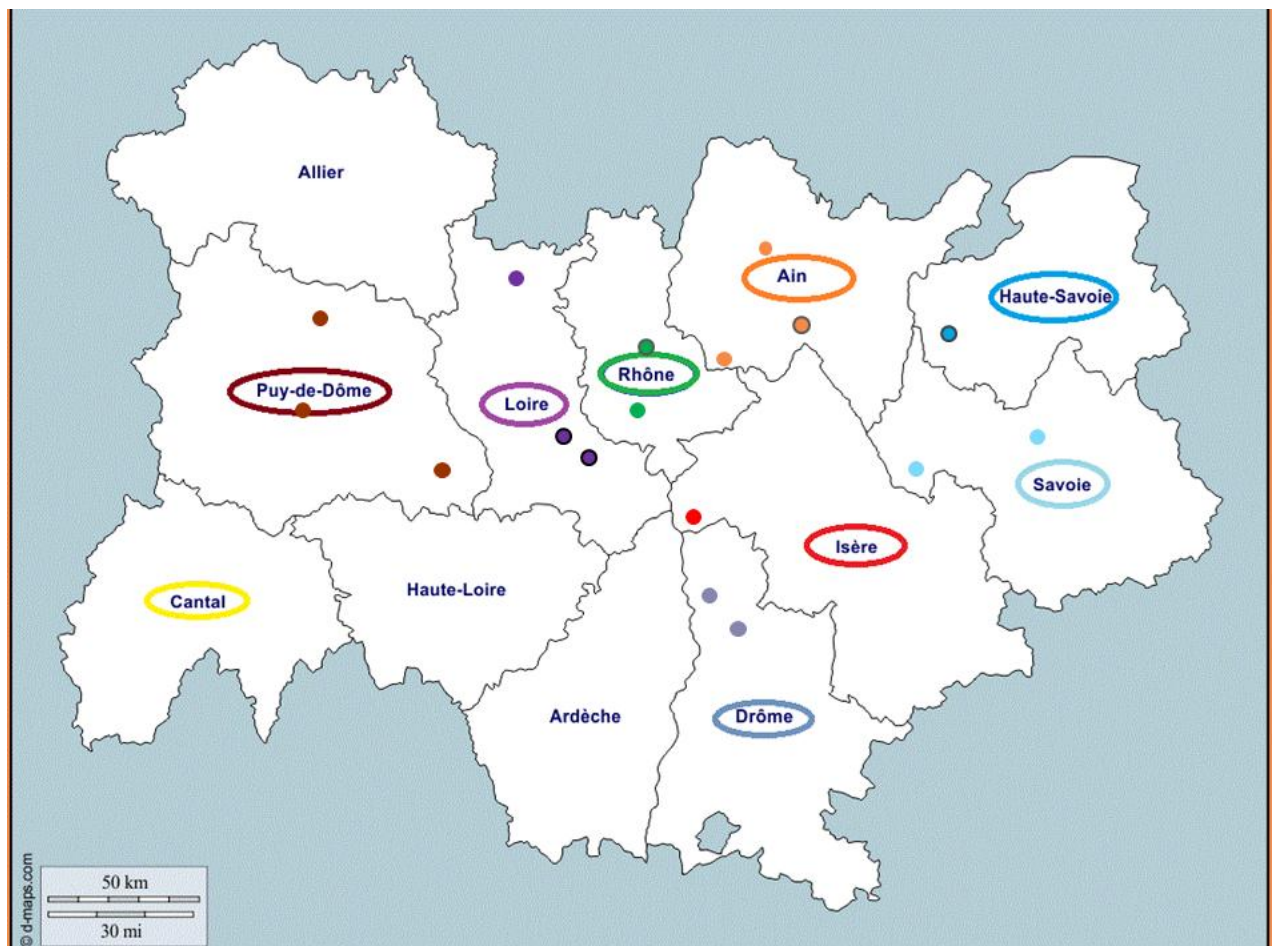 Allier
Ain
Haute-Savoie
Puy-de-Dôme
Rhône
Loire
Savoie
Isère
Haute-Loire
Cantal
Ardèche
Drôme
50 km
30 mi
© d-maps.com